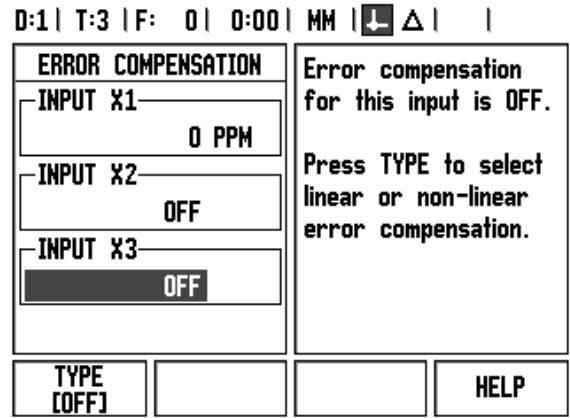 D:1| T:3 |F: 0| 0:00| MM | Δ| |
ERROR COMPENSATION
INPUT X1
0 PPM
INPUT X2
OFF
INPUT X3
OFF
Error compensation
for this input is OFF.
Press TYPE to select
linear or non-linear
error compensation.
TYPE
[OFF]
HELP